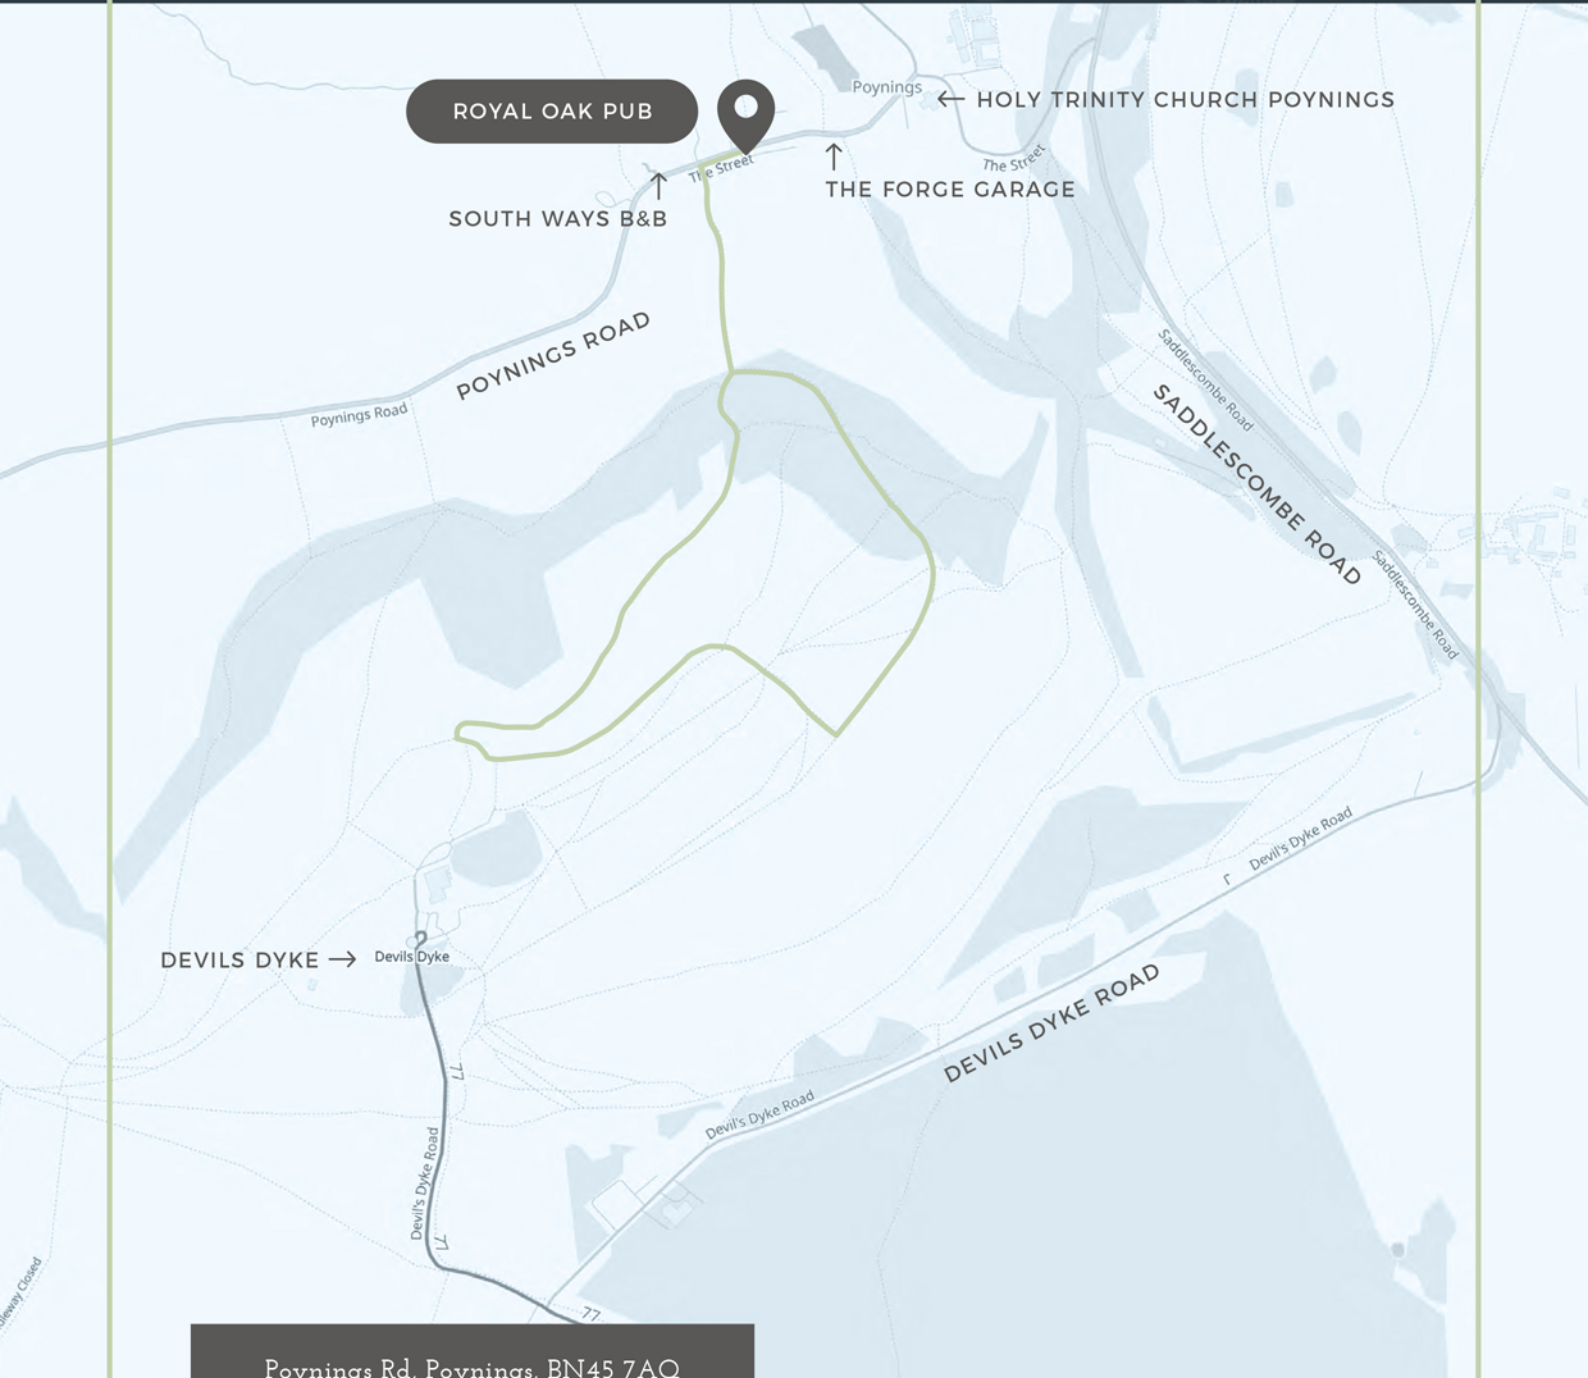 Poynings
← HOLY TRINITY CHURCH POYNINGS
ROYAL OAK PUB
The Street
The Street
THE FORGE GARAGE
SOUTH WAYS B&B
POYNINGS ROAD
Poynings Road
Saddlescombe Road
SADDLESCOMBE ROAD
Saddlescombe Road
Devil's Dyke Road
DEVILS DYKE →
Devils Dyke
DEVILS DYKE ROAD
77
Devil's Dyke Road
Devil's Dyke Road
77
Closed
77
Poynings Rd, Poynings, BN45 7AQ